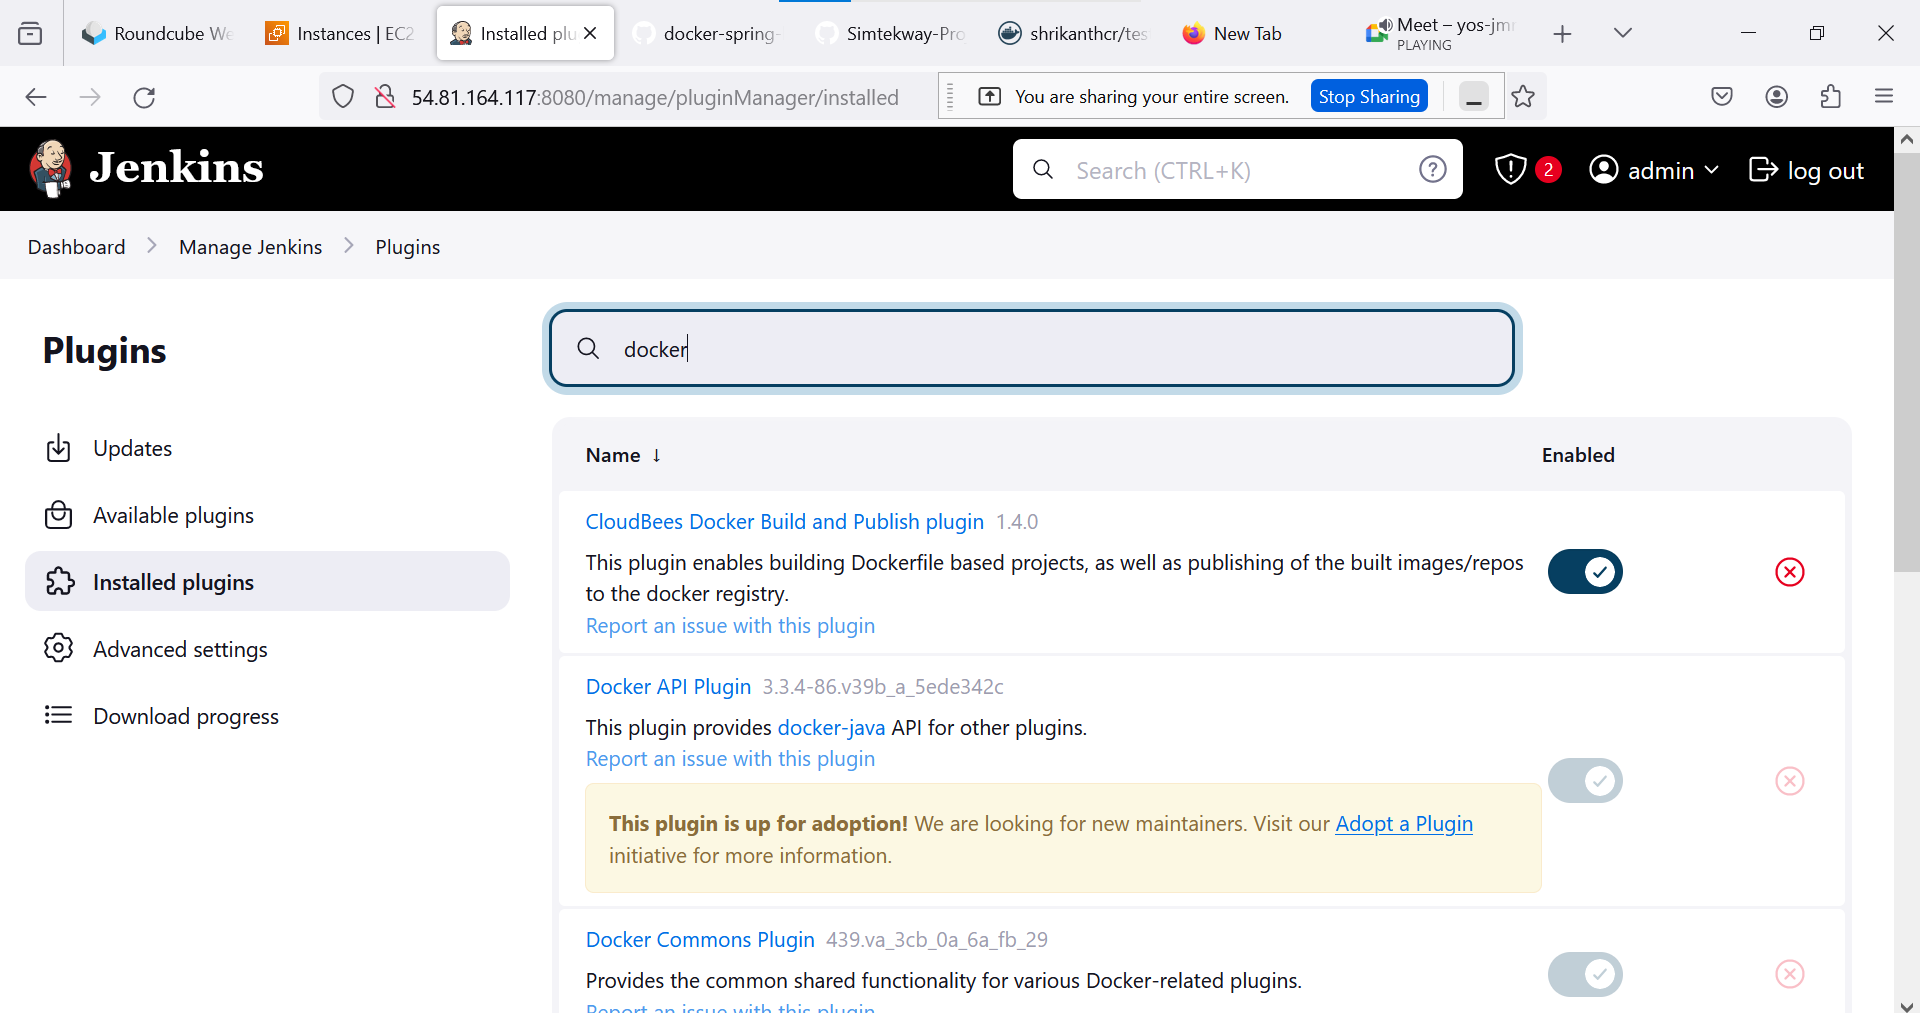 Roundcube We
Instances | EC2
Installed plu
docker-spring-
Simtekway-Pro
shrikanthcr/tes
New Tab
Meet – yos-jmr
PLAYING
54.81.164.117:8080/manage/pluginManager/installed
You are sharing your entire screen.
Stop Sharing
Jenkins
Search (CTRL+K)
2
admin
log out
Dashboard
Manage Jenkins
Plugins
Plugins
docker
Updates
Available plugins
Installed plugins
Advanced settings
Download progress
Name ↓
Enabled
CloudBees Docker Build and Publish plugin 1.4.0
This plugin enables building Dockerfile based projects, as well as publishing of the built images/repos
to the docker registry.
Report an issue with this plugin
Docker API Plugin 3.3.4-86.v39b_a_5ede342c
This plugin provides docker-java API for other plugins.
Report an issue with this plugin
This plugin is up for adoption! We are looking for new maintainers. Visit our Adopt a Plugin
initiative for more information.
Docker Commons Plugin 439.va_3cb_0a_6a_fb_29
Provides the common shared functionality for various Docker-related plugins.
Report an issue with this plugin